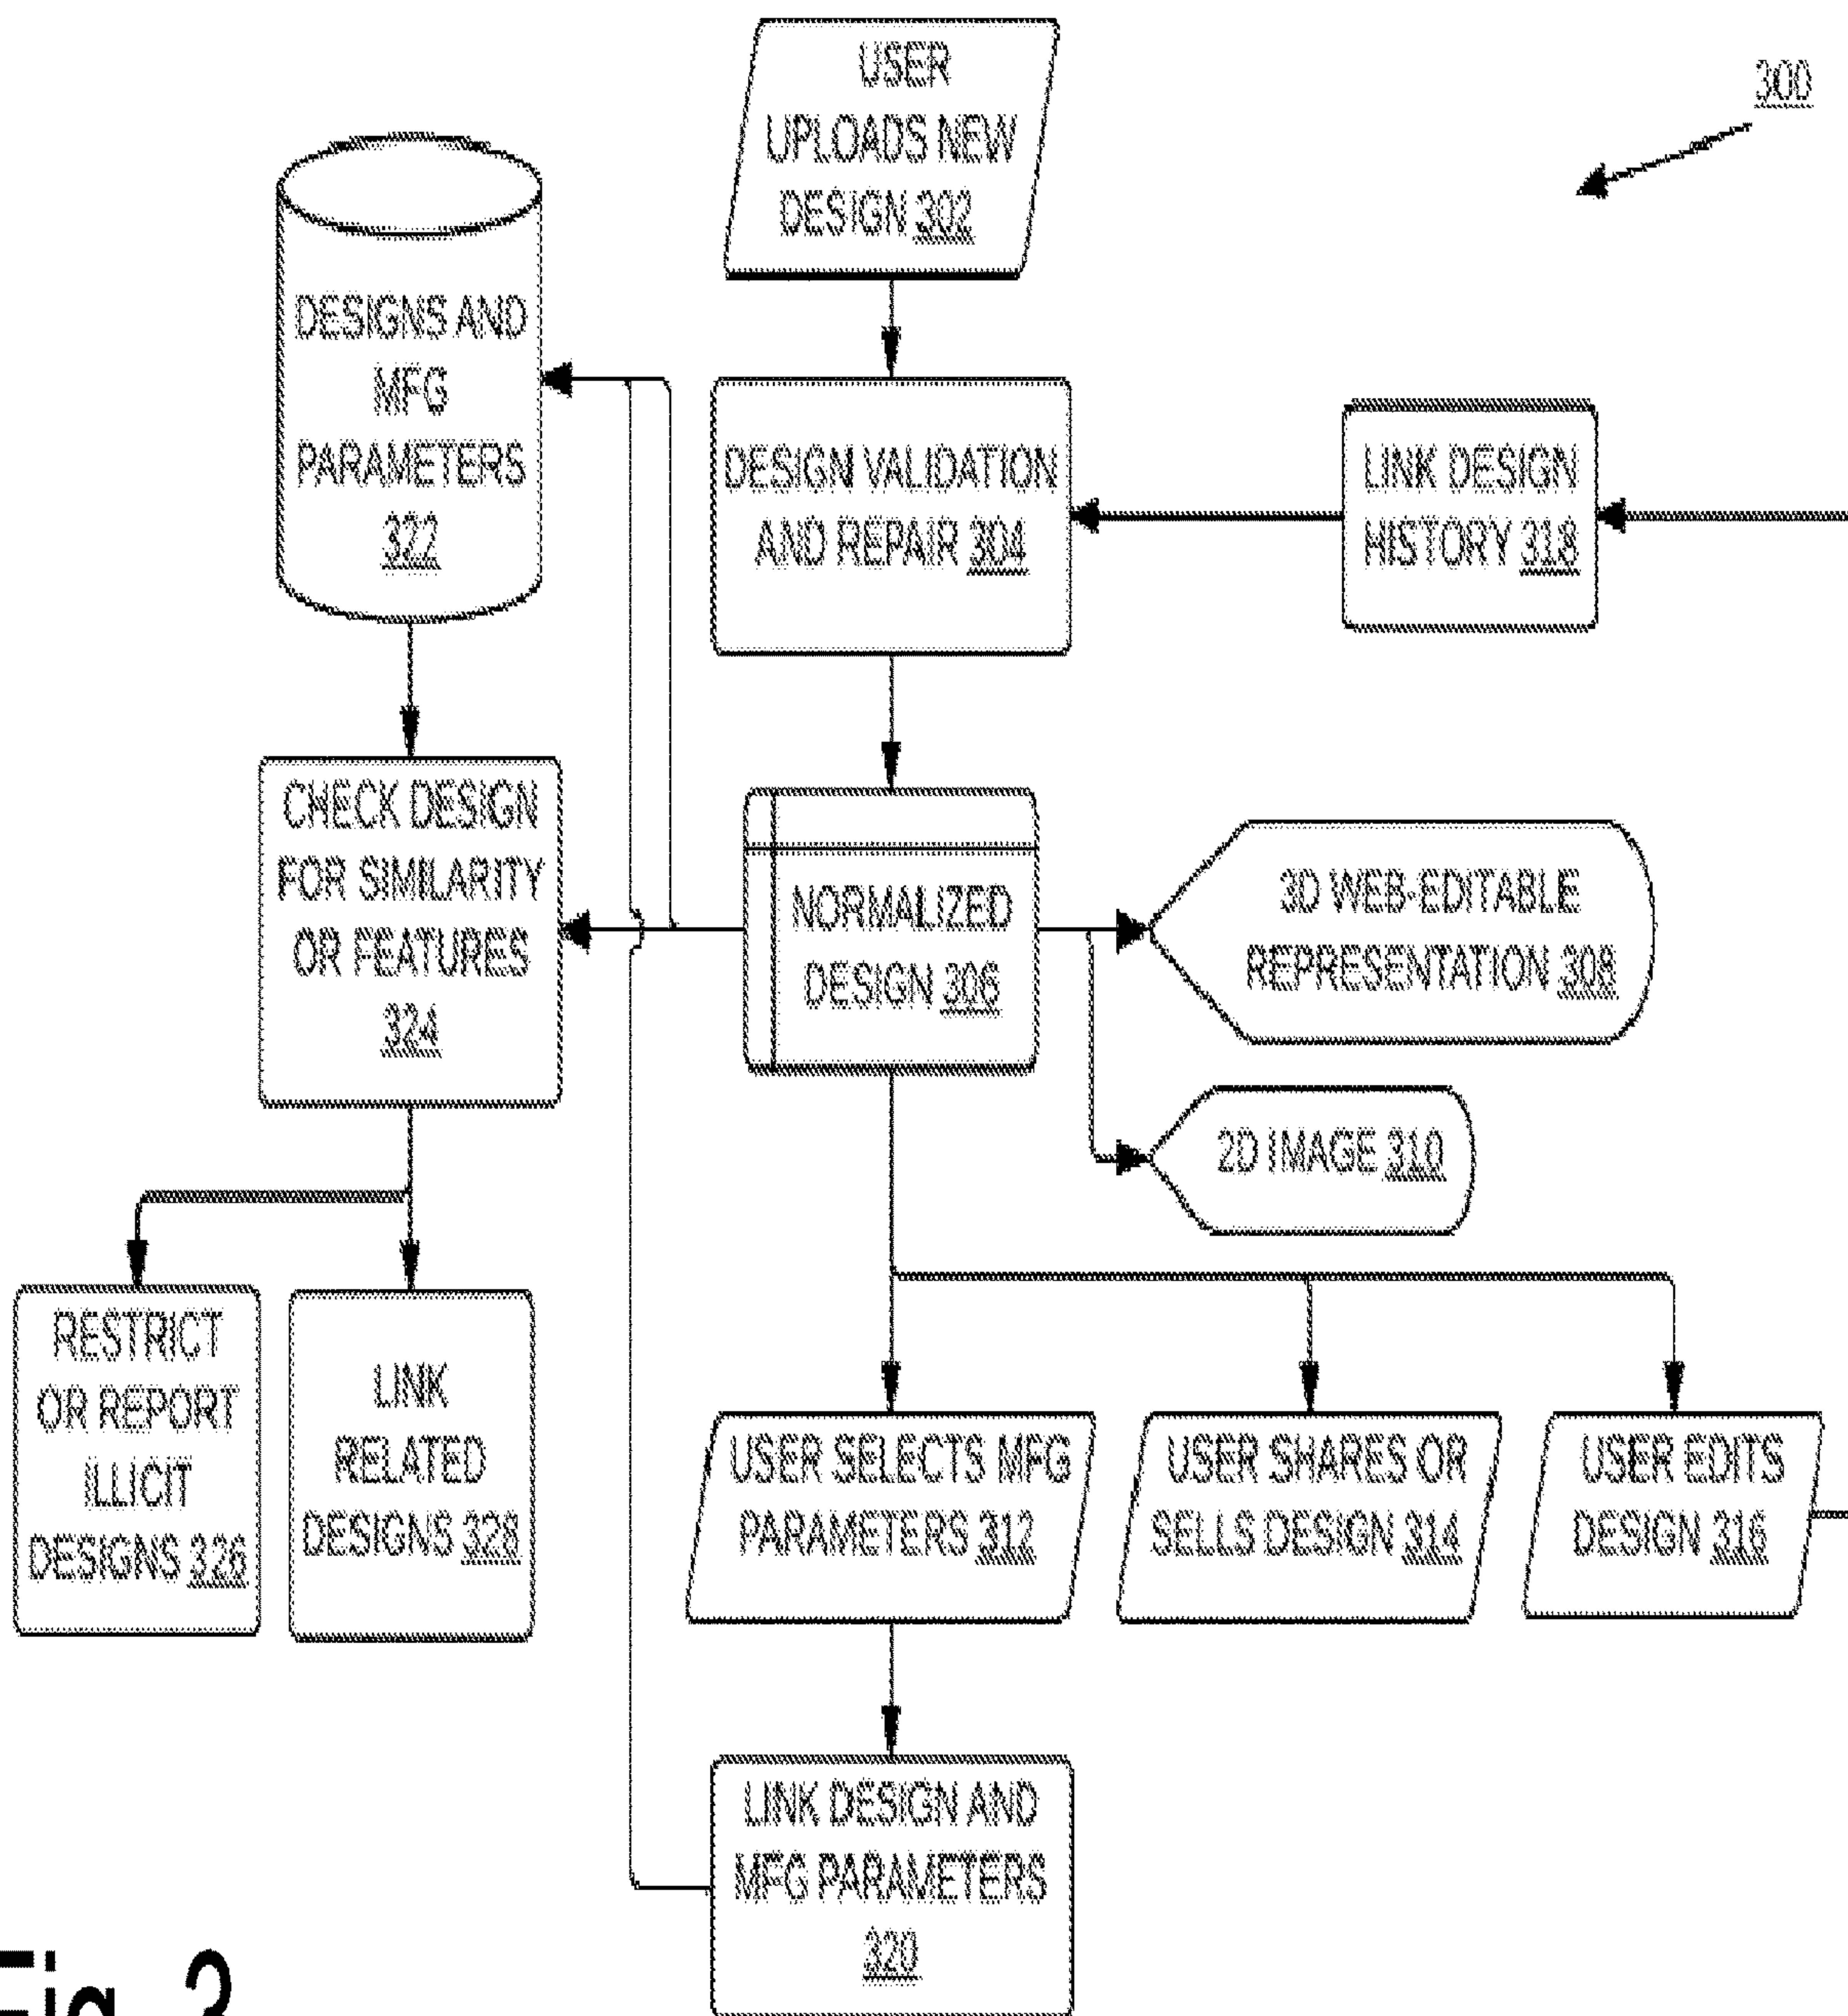 USER
UPLOADS NEW
DESIGN 302
300
DESIGNS AND
MFG
PARAMETERS
322
DESIGN VALIDATION
AND REPAIR 304
LINK DESIGN
HISTORY 318
CHECK DESIGN
FOR SIMILARITY
OR FEATURES
324
NORMALIZED
DESIGN 306
3D WEB-EDITABLE
REPRESENTATION 308
2D IMAGE 310
RESTRICT
OR REPORT
ILLICIT
DESIGNS 326
LINK
RELATED
DESIGNS 328
USER SELECTS MFG
PARAMETERS 312
USER SHARES OR
SELLS DESIGN 314
USER EDITS
DESIGN 316
LINK DESIGN AND
MFG PARAMETERS
320
Fig. 3